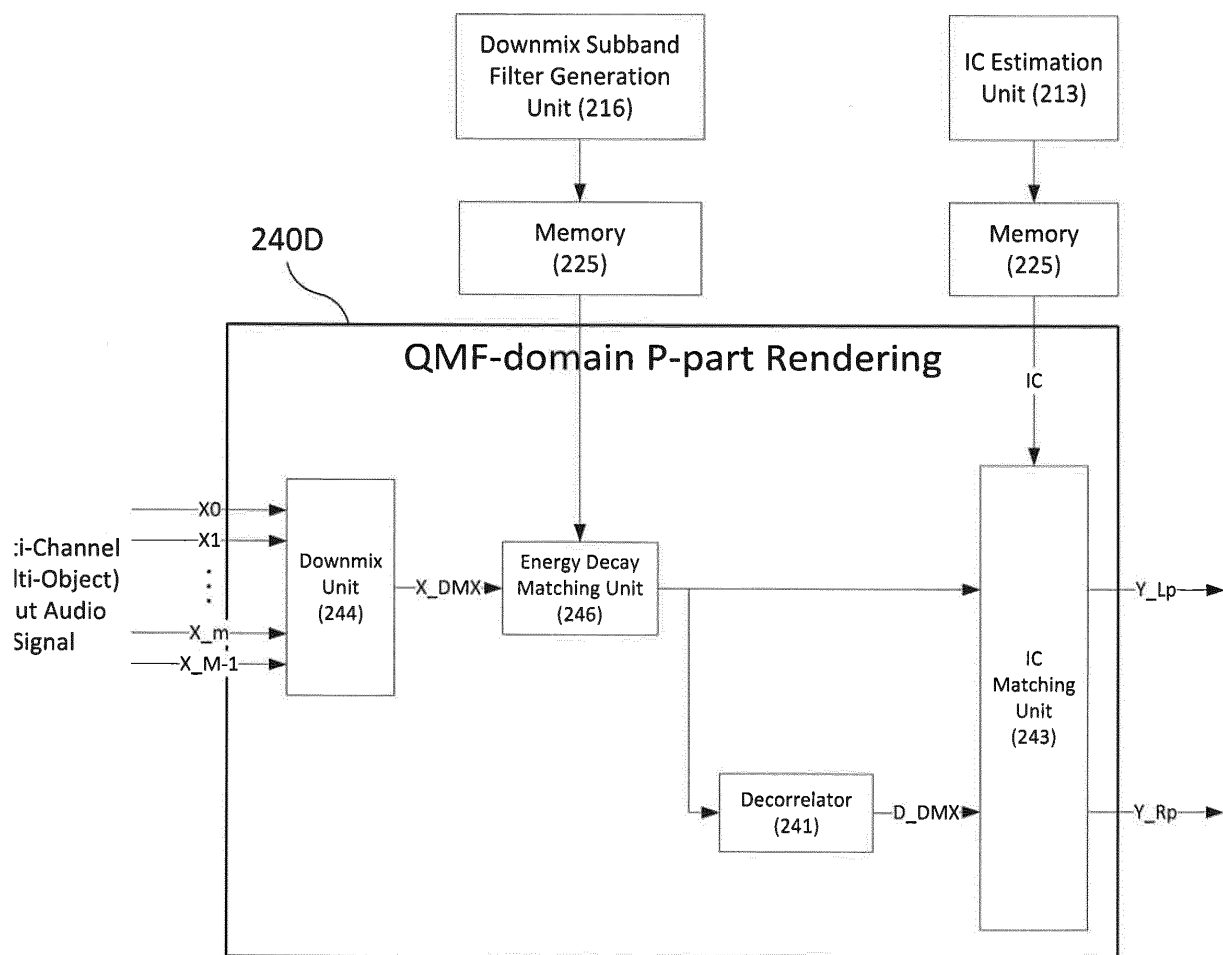 Downmix Subband
Filter Generation
Unit (216)
IC Estimation
Unit (213)
Memory
(225)
Memory
(225)
240D
QMF-domain P-part Rendering
IC
X0
X1
X_m
X_M-1
:i-Channel
lti-Object)
ut Audio
Signal
Downmix
Unit
(244)
X_DMX
Energy Decay
Matching Unit
(246)
Decorrelator
(241)
D_DMX
IC
Matching
Unit
(243)
Y_Lp
Y_Rp